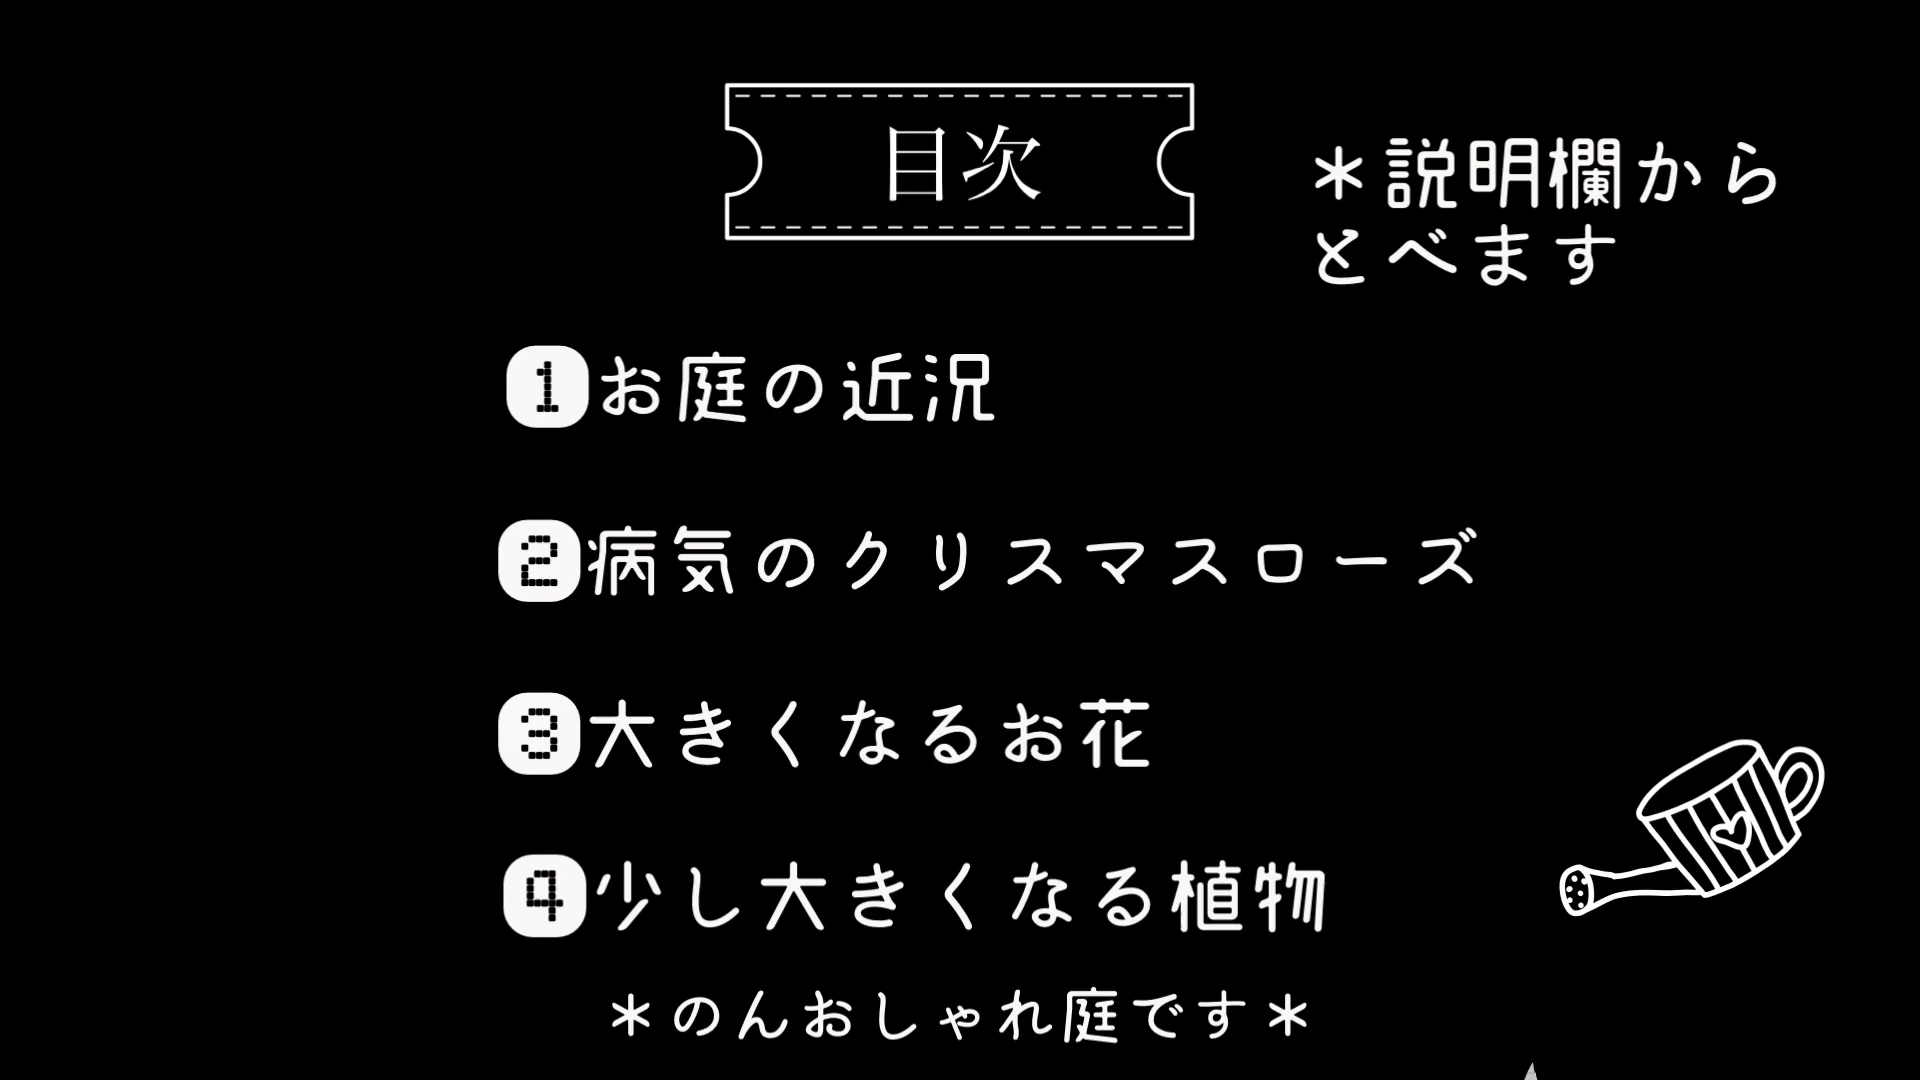 目次
＊説明欄から
とべます
1お庭の近況
2病気のクリスマスローズ
3大きくなるお花
4少し大きくなる植物
＊のんおしゃれ庭です＊